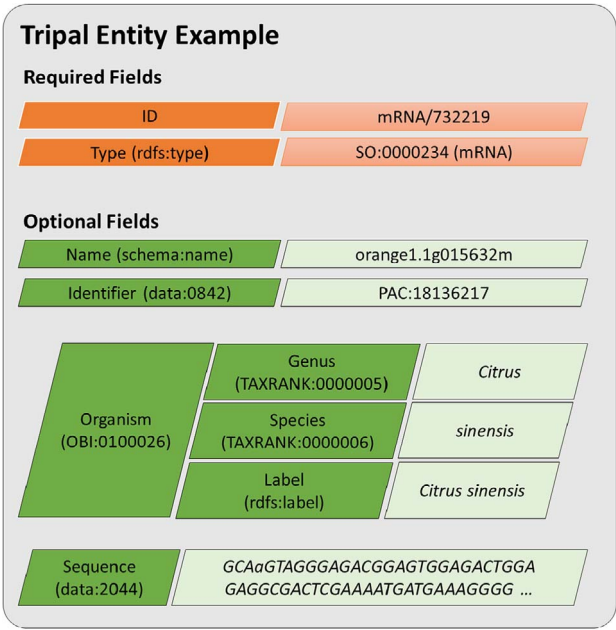 Tripal Entity Example
Required Fields
ID
mRNA/732219
Type (rdfs:type)
SO:0000234 (mRNA)
Optional Fields
Name (schema:name)
orange1.1g015632m
Identifier (data:0842)
PAC:18136217
Organism
(OBI:0100026)
Genus
(TAXRANK:0000005)
Citrus
Species
(TAXRANK:0000006)
sinensis
Label
(rdfs:label)
Citrus sinensis
Sequence
(data:2044)
GCAaGTAGGGAGACGGAGTGGAGACTGGA
GAGGCGACTCGAAAATGATGAAAGGGG ...